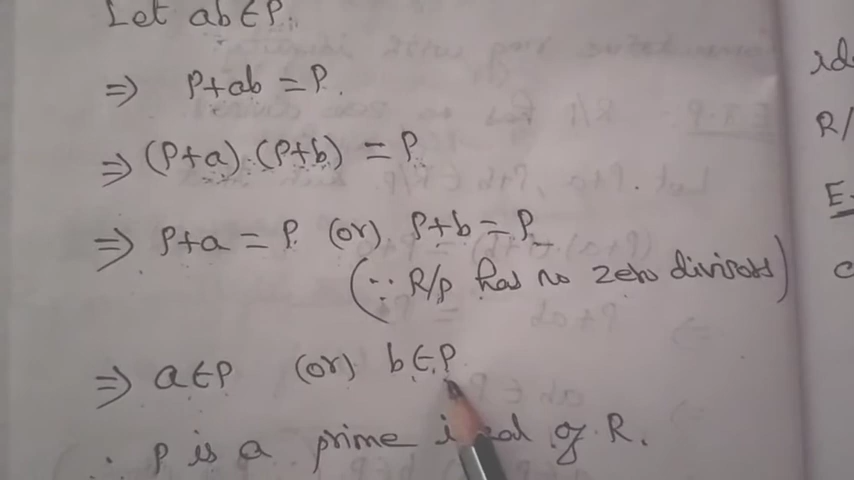 Let ab ∈ P.
⇒ P+ab = P.
⇒ (P+a).(P+b) = P
⇒ P+a = P (or) P+b = P
(∵ R/P has no zero divisors)
⇒ a ∈ P (or) b ∈ P
∴ P is a prime of R.
R/